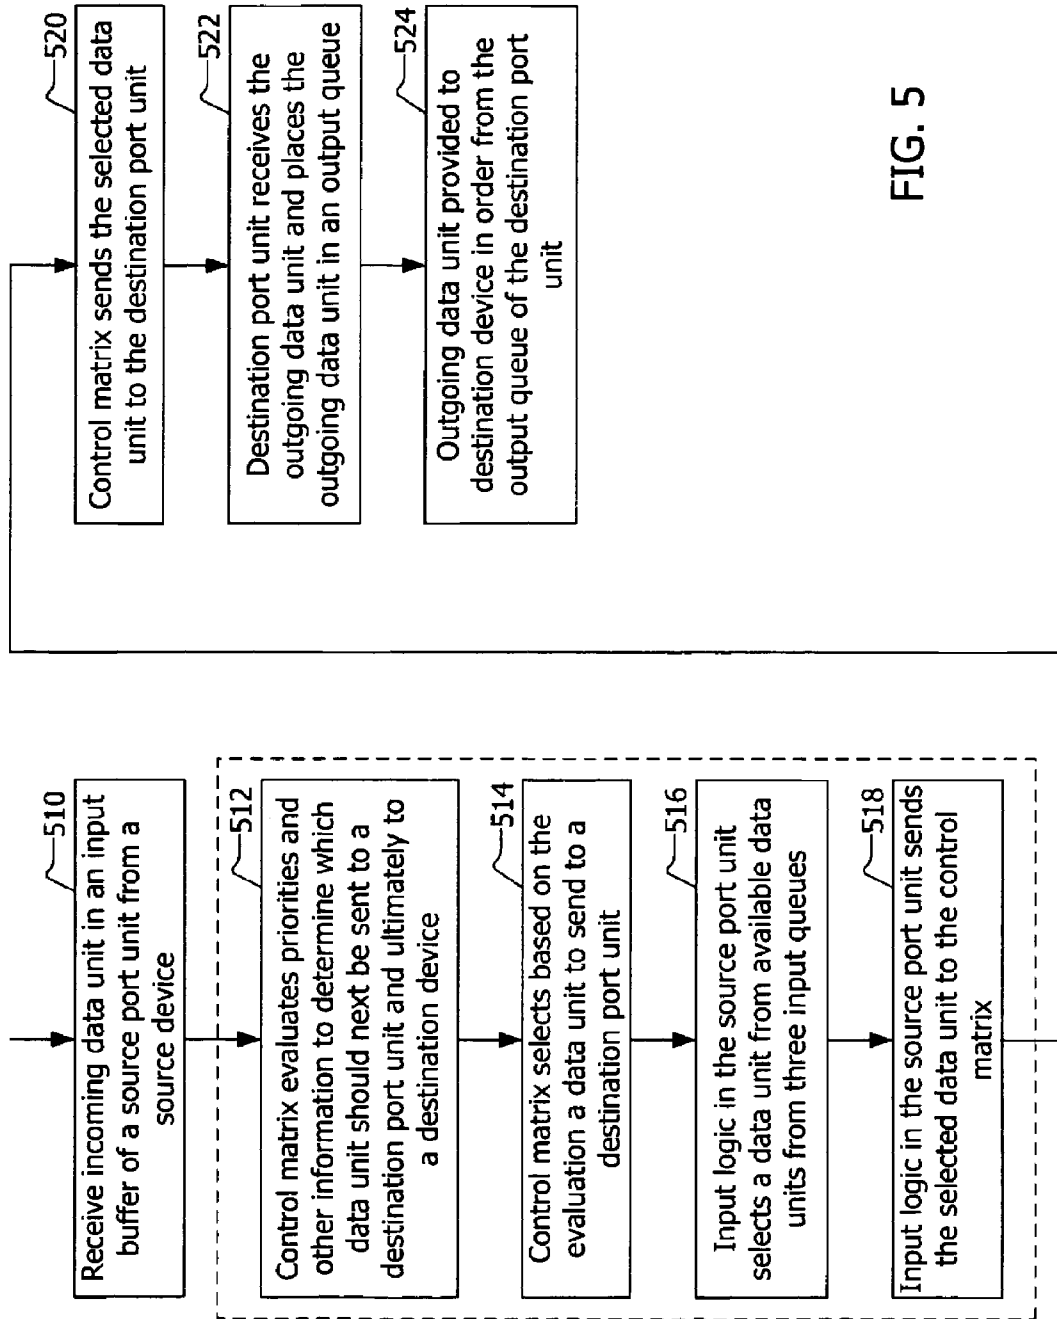 510
Receive incoming data unit in an input
buffer of a source port unit from a
source device
512
Control matrix evaluates priorities and
other information to determine which
data unit should next be sent to a
destination port unit and ultimately to
a destination device
514
Control matrix selects based on the
evaluation a data unit to send to a
destination port unit
516
Input logic in the source port unit
selects a data unit from available data
units from three input queues
518
Input logic in the source port unit sends
the selected data unit to the control
matrix
520
Control matrix sends the selected data
unit to the destination port unit
522
Destination port unit receives the
outgoing data unit and places the
outgoing data unit in an output queue
524
Outgoing data unit provided to
destination device in order from the
output queue of the destination port
unit
FIG. 5